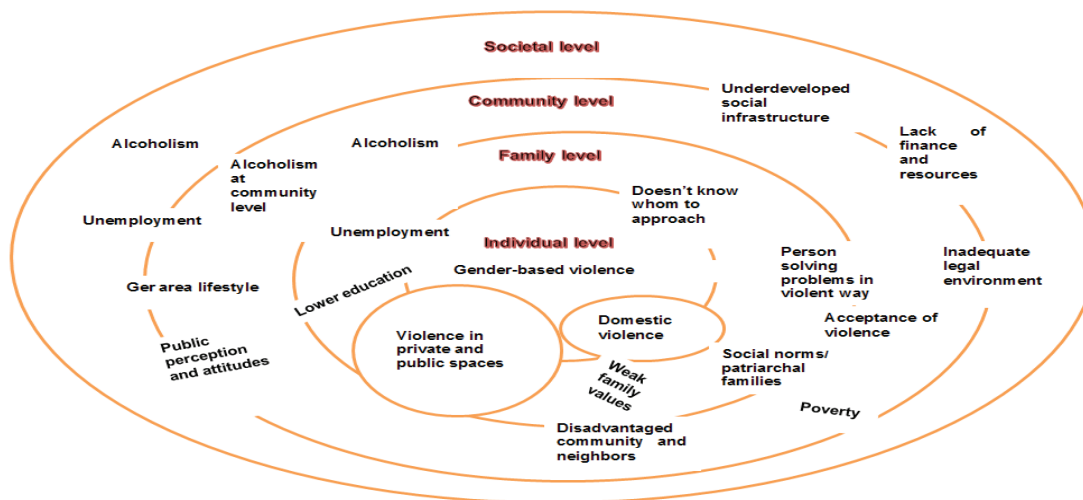 Societal level
Underdeveloped
social
infrastructure
Community level
Lack of
finance
and
resources
Alcoholism
Alcoholism
Family level
Alcoholism
at
community
level
Doesn't know
whom to
approach
Unemployment
Unemployment
Individual level
Gender-based violence
Person
solving
problems in
violent way
Inadequate
legal
environment
Ger area lifestyle
Lower education
Acceptance of
violence
Domestic
violence
Violence in
private and
public spaces
Public
perception
and attitudes
Social norms/
patriarchal
families
Weak
family
values
Poverty
Disadvantaged
community and
neighbors